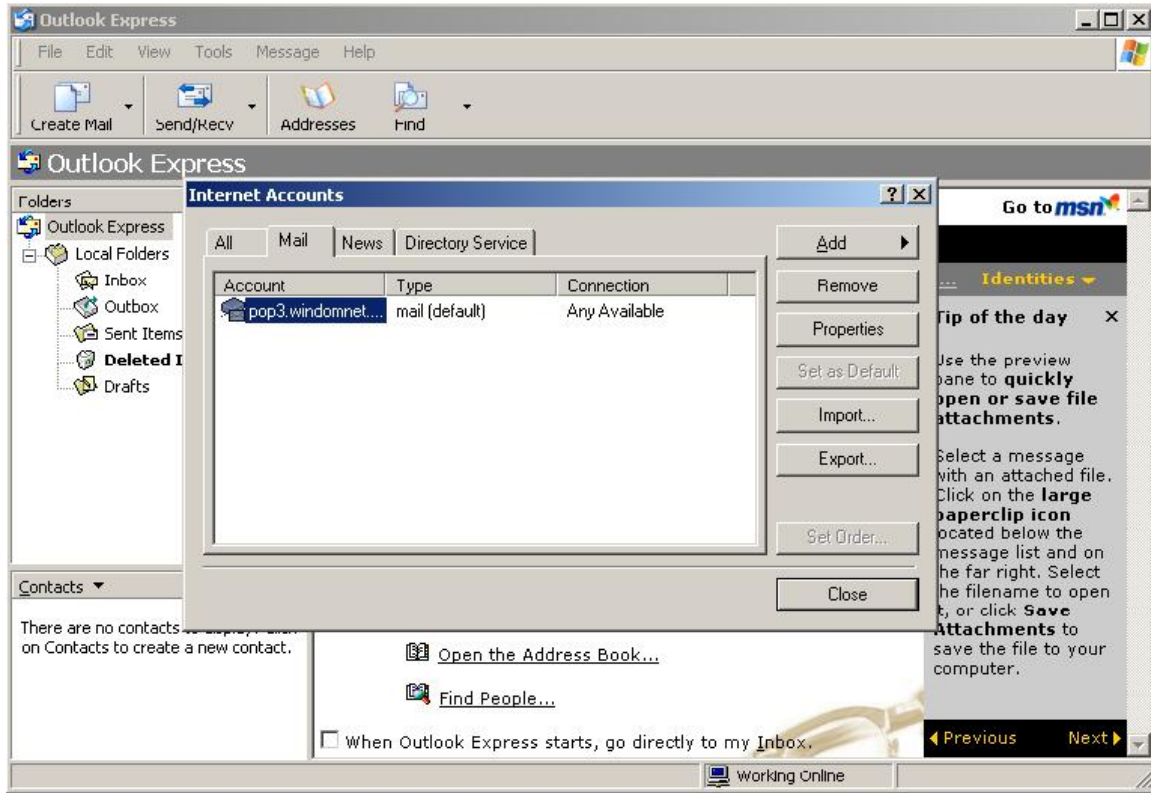 Outlook Express
File Edit View Tools Message Help
Create Mail Send/Recv Addresses Find
Outlook Express
Folders
Outlook Express
Local Folders
Inbox
Outbox
Sent Items
Deleted I
Drafts
Contacts
There are no contacts to
on Contacts to create a new contact.
Internet Accounts
All Mail News Directory Service
Account Type Connection
pop3.windomnet.... mail (default) Any Available
Add
Remove
Properties
Set as Default
Import...
Export...
Set Order...
Close
Open the Address Book...
Find People...
When Outlook Express starts, go directly to my Inbox.
Go to msn
... Identities
Tip of the day
Use the preview
pane to quickly
open or save file
attachments.
Select a message
with an attached file.
Click on the large
paperclip icon
located below the
message list and on
the far right. Select
the filename to open
it, or click Save
Attachments to
save the file to your
computer.
Previous Next
Working Online